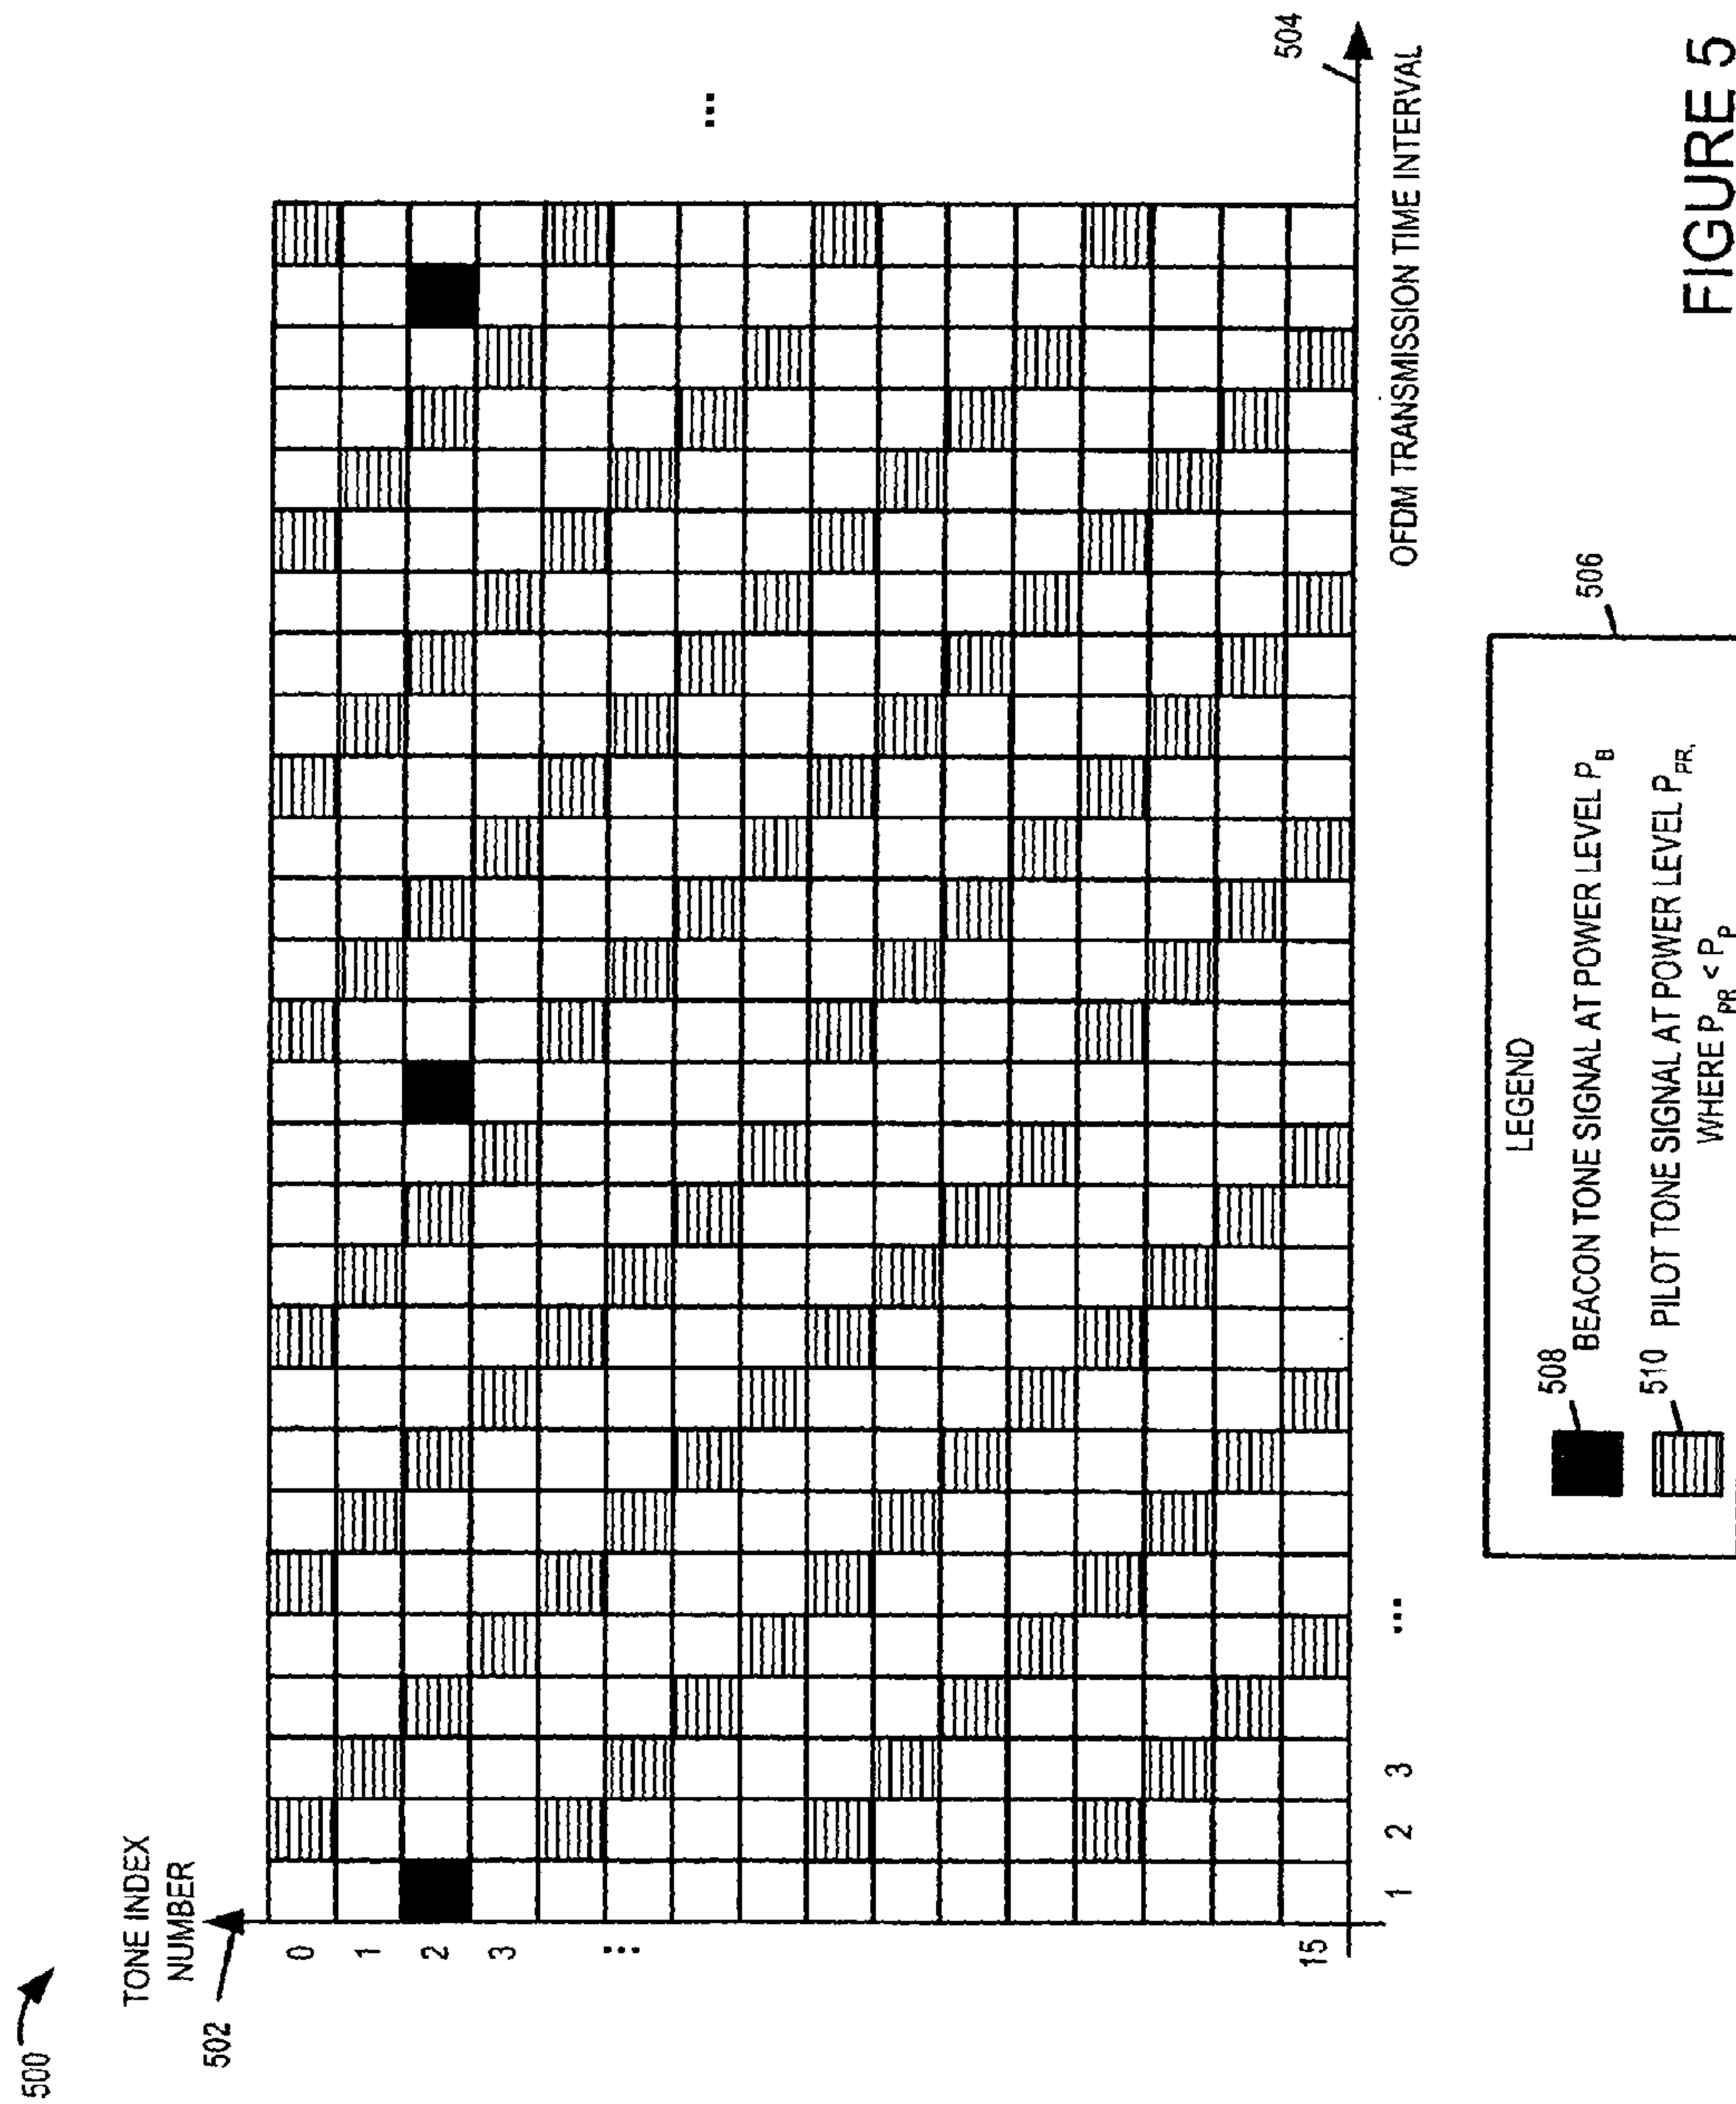 500
TONE INDEX
NUMBER
502
0
1
2
3
...
15
1 2 3 ...
...
504
OFDM TRANSMISSION TIME INTERVAL
506
LEGEND
508
BEACON TONE SIGNAL AT POWER LEVEL P_B
510
PILOT TONE SIGNAL AT POWER LEVEL P_PR,
WHERE P_PR < P_P
FIGURE 5